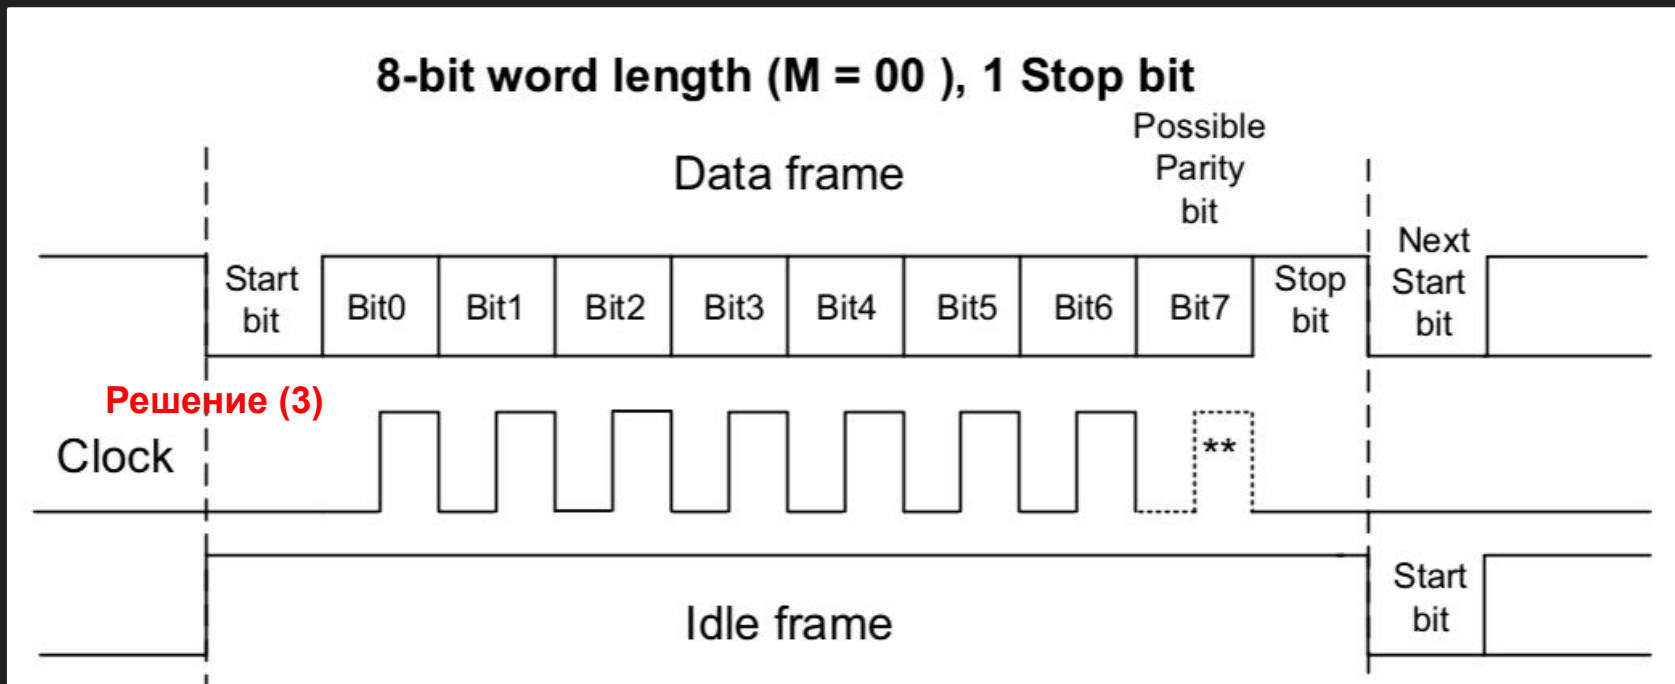 8-bit word length (M = 00 ), 1 Stop bit
Possible
Parity
bit
Data frame
Next
Start
bit
Start
bit
Bit0
Bit1
Bit2
Bit3
Bit4
Bit5
Bit6
Bit7
Stop
bit
Решение (3)
Clock
**
Idle frame
Start
bit